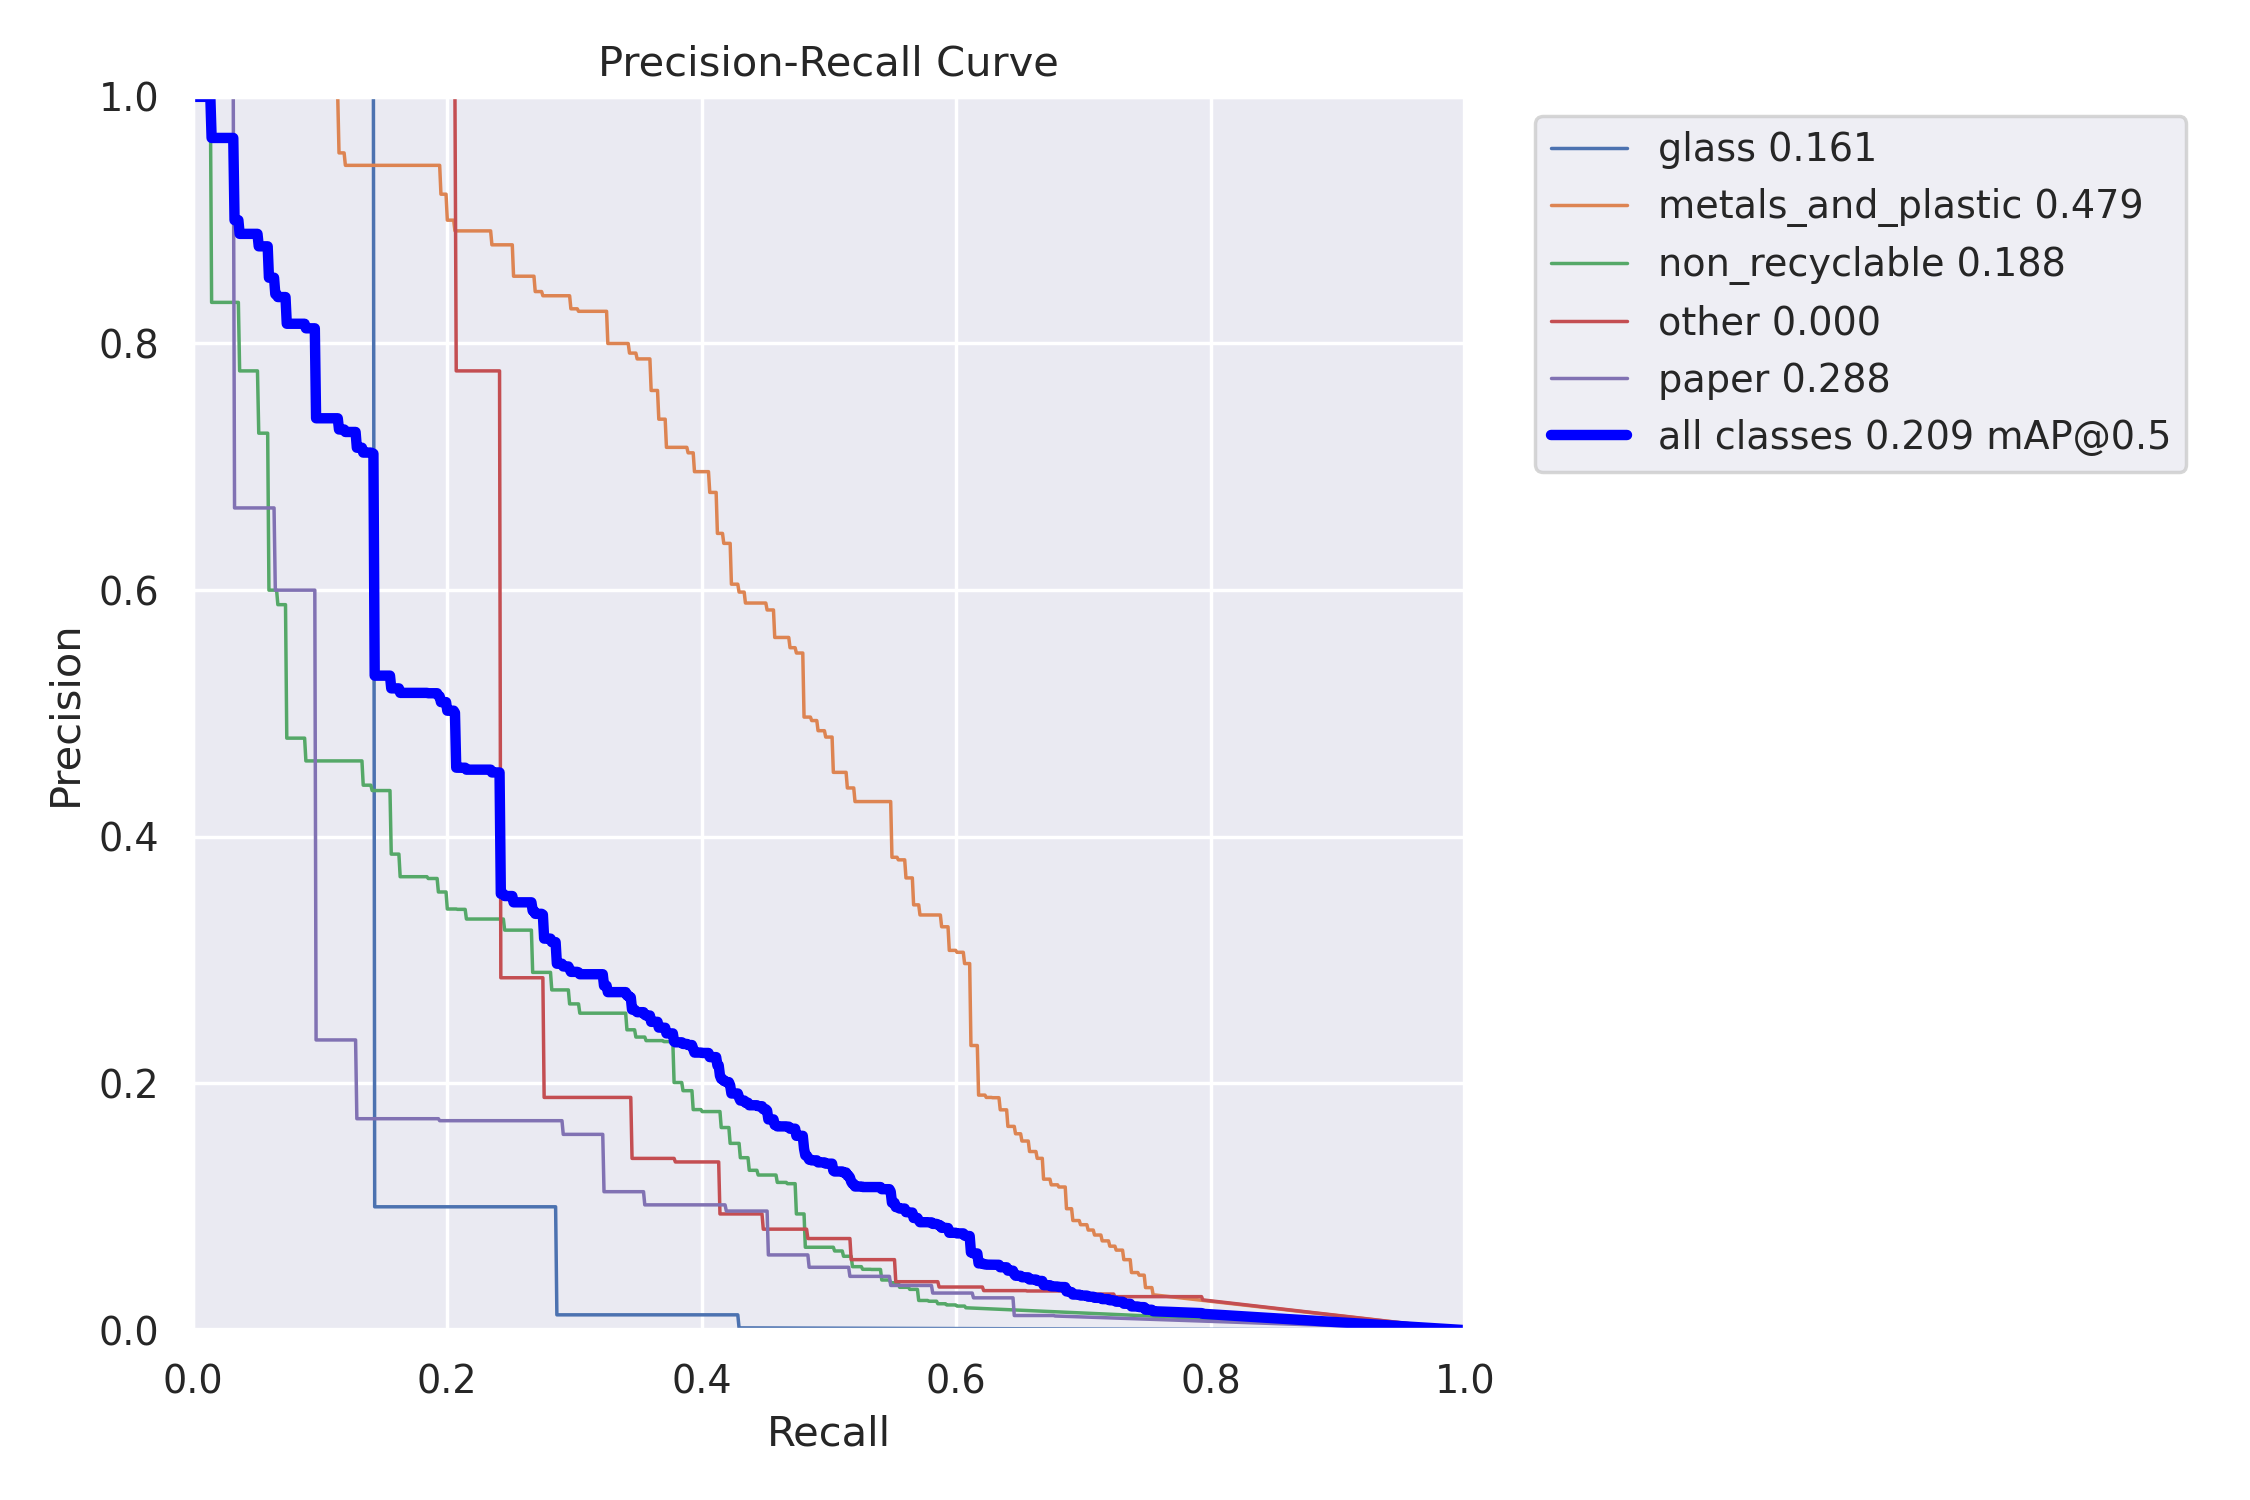 Precision-Recall Curve
1.0
0.8
0.6
0.4
0.2
0.0
Precision
0.0 0.2 0.4 0.6 0.8 1.0
Recall
glass 0.161
metals_and_plastic 0.479
non_recyclable 0.188
other 0.000
paper 0.288
all classes 0.209 mAP@0.5